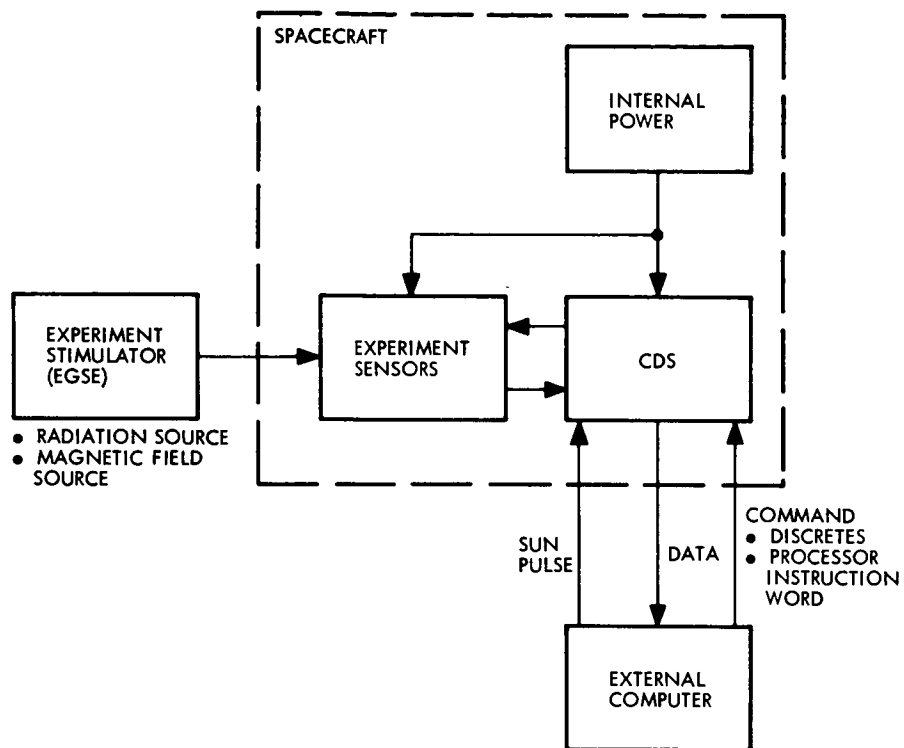 SPACECRAFT
INTERNAL
POWER
EXPERIMENT
STIMULATOR
(EGSE)
• RADIATION SOURCE
• MAGNETIC FIELD
SOURCE
EXPERIMENT
SENSORS
CDS
SUN
PULSE
DATA
COMMAND
• DISCRETES
• PROCESSOR
INSTRUCTION
WORD
EXTERNAL
COMPUTER